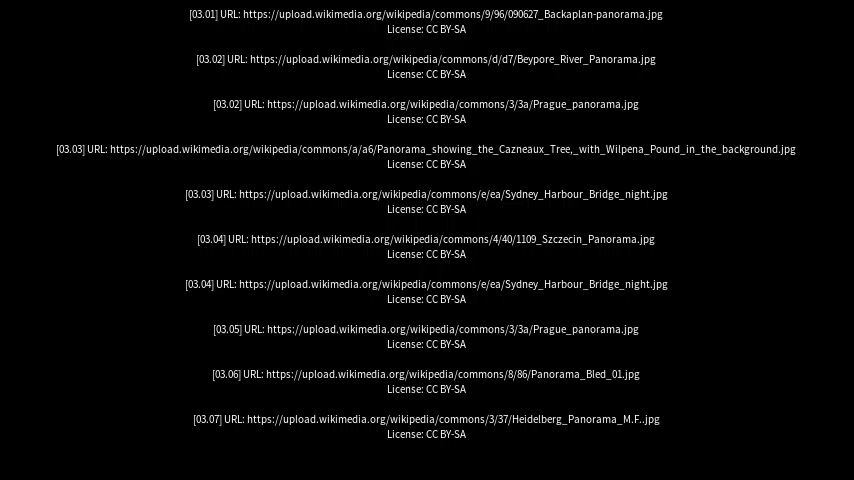 [03.01] URL: https://upload.wikimedia.org/wikipedia/commons/9/96/090627_Backaplan-panorama.jpg
License: CC BY-SA
[03.02] URL: https://upload.wikimedia.org/wikipedia/commons/d/d7/Beypore_River_Panorama.jpg
License: CC BY-SA
[03.02] URL: https://upload.wikimedia.org/wikipedia/commons/3/3a/Prague_panorama.jpg
License: CC BY-SA
[03.03] URL: https://upload.wikimedia.org/wikipedia/commons/a/a6/Panorama_showing_the_Cazneaux_Tree,_with_Wilpena_Pound_in_the_background.jpg
License: CC BY-SA
[03.03] URL: https://upload.wikimedia.org/wikipedia/commons/e/ea/Sydney_Harbour_Bridge_night.jpg
License: CC BY-SA
[03.04] URL: https://upload.wikimedia.org/wikipedia/commons/4/40/1109_Szczecin_Panorama.jpg
License: CC BY-SA
[03.04] URL: https://upload.wikimedia.org/wikipedia/commons/e/ea/Sydney_Harbour_Bridge_night.jpg
License: CC BY-SA
[03.05] URL: https://upload.wikimedia.org/wikipedia/commons/3/3a/Prague_panorama.jpg
License: CC BY-SA
[03.06] URL: https://upload.wikimedia.org/wikipedia/commons/8/86/Panorama_Bled_01.jpg
License: CC BY-SA
[03.07] URL: https://upload.wikimedia.org/wikipedia/commons/3/37/Heidelberg_Panorama_M.F..jpg
License: CC BY-SA